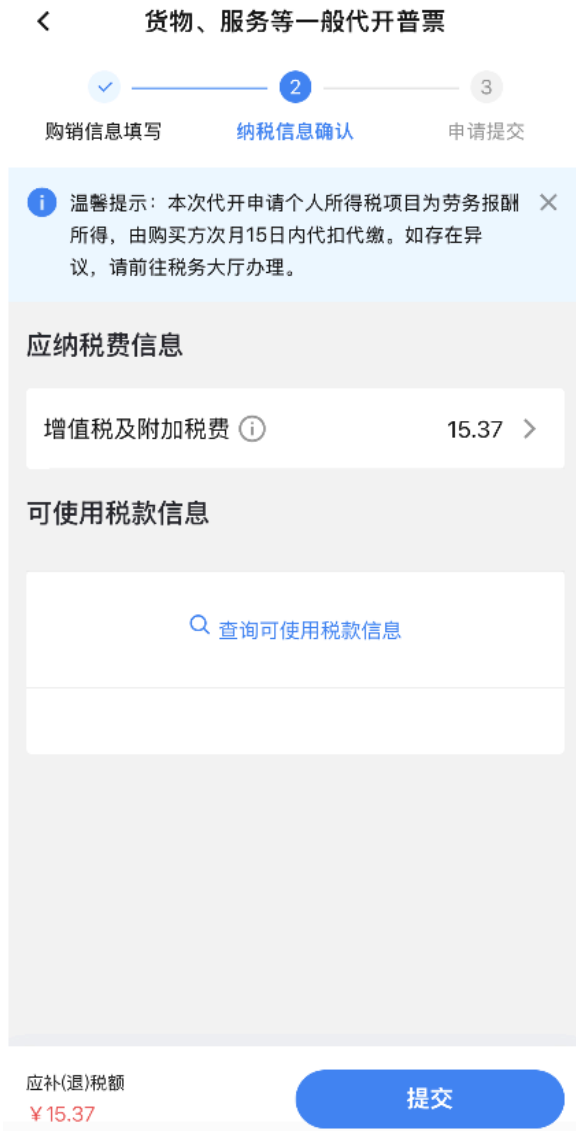 货物、服务等一般代开普票
2
3
购销信息填写
纳税信息确认
申请提交
温馨提示：本次代开申请个人所得税项目为劳务报酬
所得，由购买方次月15日内代扣代缴。如存在异
议，请前往税务大厅办理。
应纳税费信息
增值税及附加税费 15.37
可使用税款信息
查询可使用税款信息
应补(退)税额
¥15.37
提交